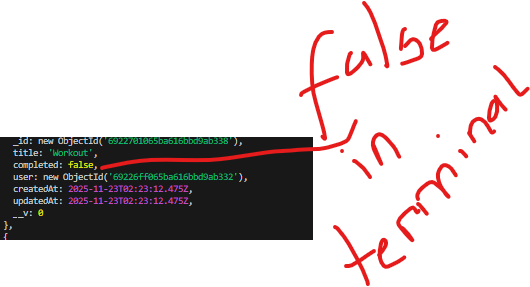 false
in
terminal
_id: new ObjectId('6922701065ba616bbd9ab338'),
title: 'Workout',
completed: false,
user: new ObjectId('69226ff065ba616bbd9ab332'),
createdAt: 2025-11-23T02:23:12.475Z,
updatedAt: 2025-11-23T02:23:12.475Z,
__v: 0
},
{